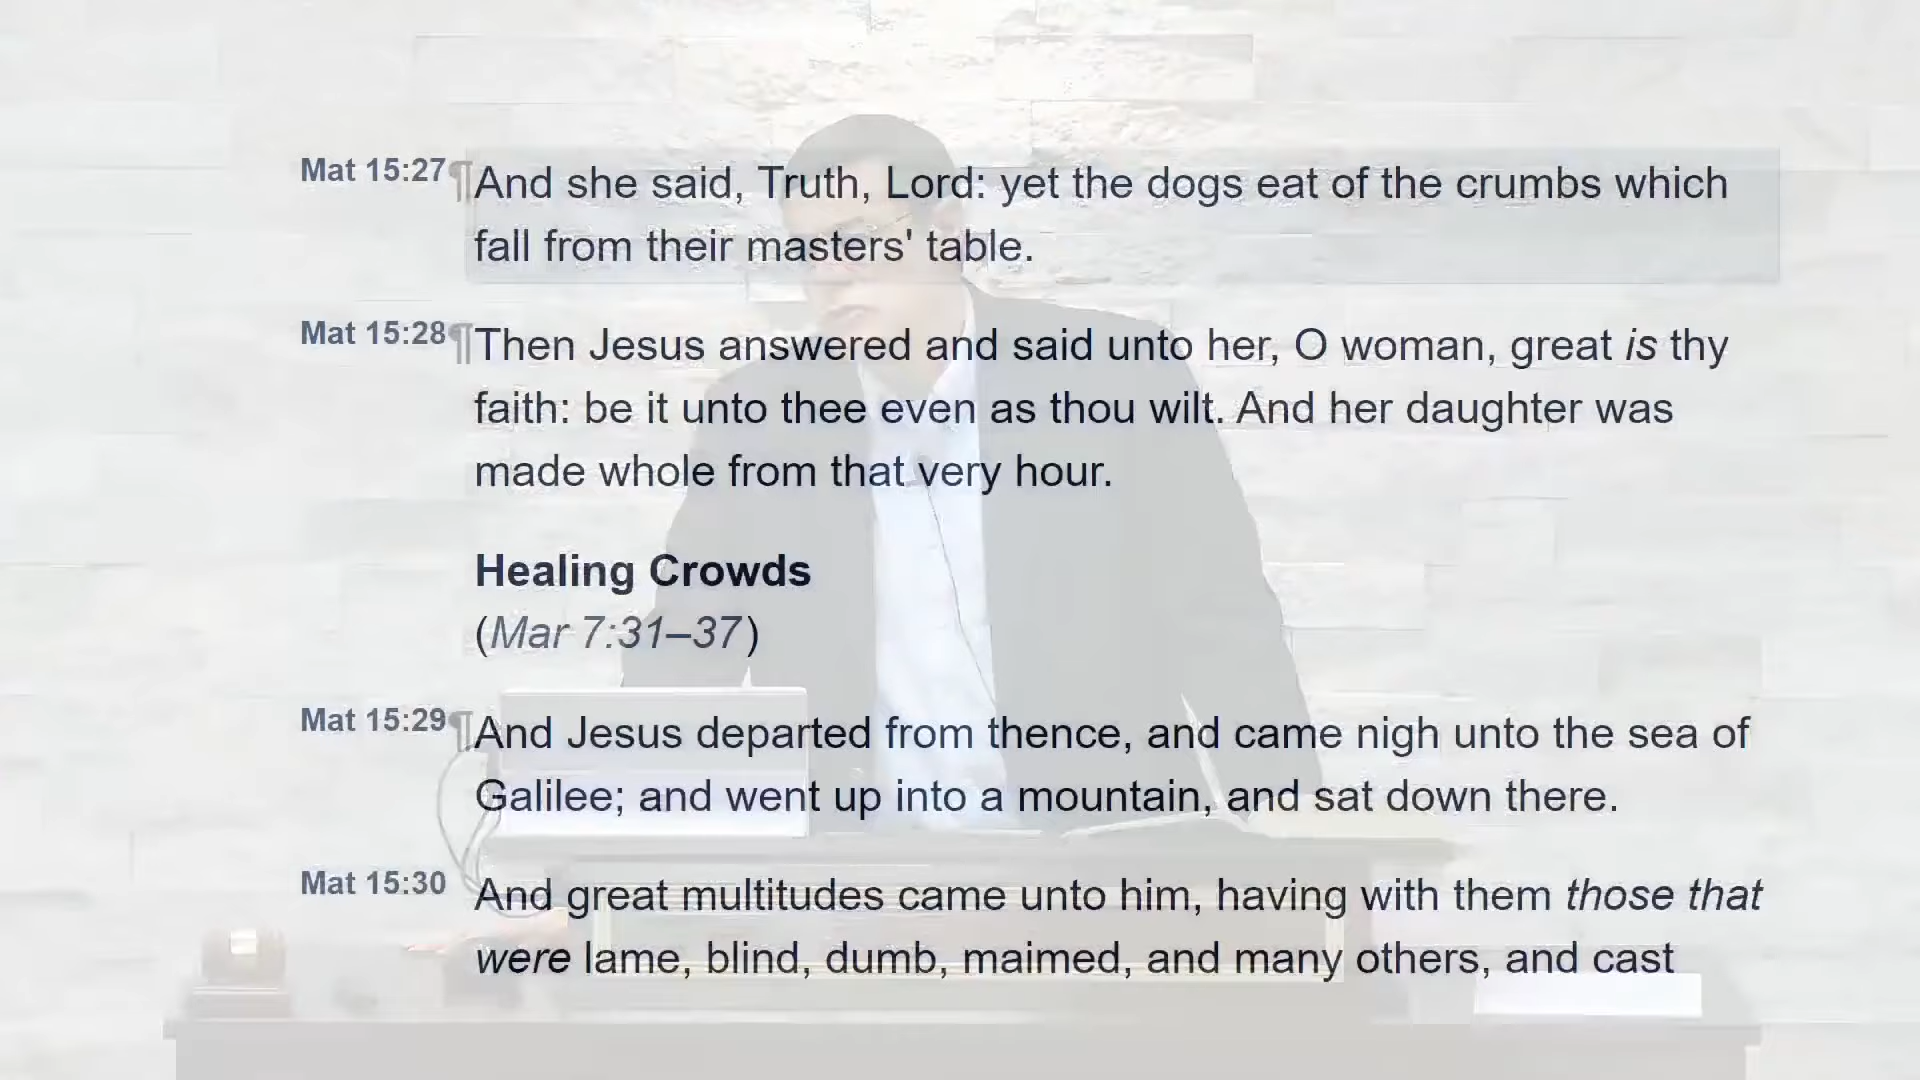 Mat 15:27 ¶ And she said, Truth, Lord: yet the dogs eat of the crumbs which
fall from their masters' table.
Mat 15:28 ¶ Then Jesus answered and said unto her, O woman, great is thy
faith: be it unto thee even as thou wilt. And her daughter was
made whole from that very hour.
Healing Crowds
(Mar 7:31–37)
Mat 15:29 ¶ And Jesus departed from thence, and came nigh unto the sea of
Galilee; and went up into a mountain, and sat down there.
Mat 15:30 And great multitudes came unto him, having with them those that
were lame, blind, dumb, maimed, and many others, and cast